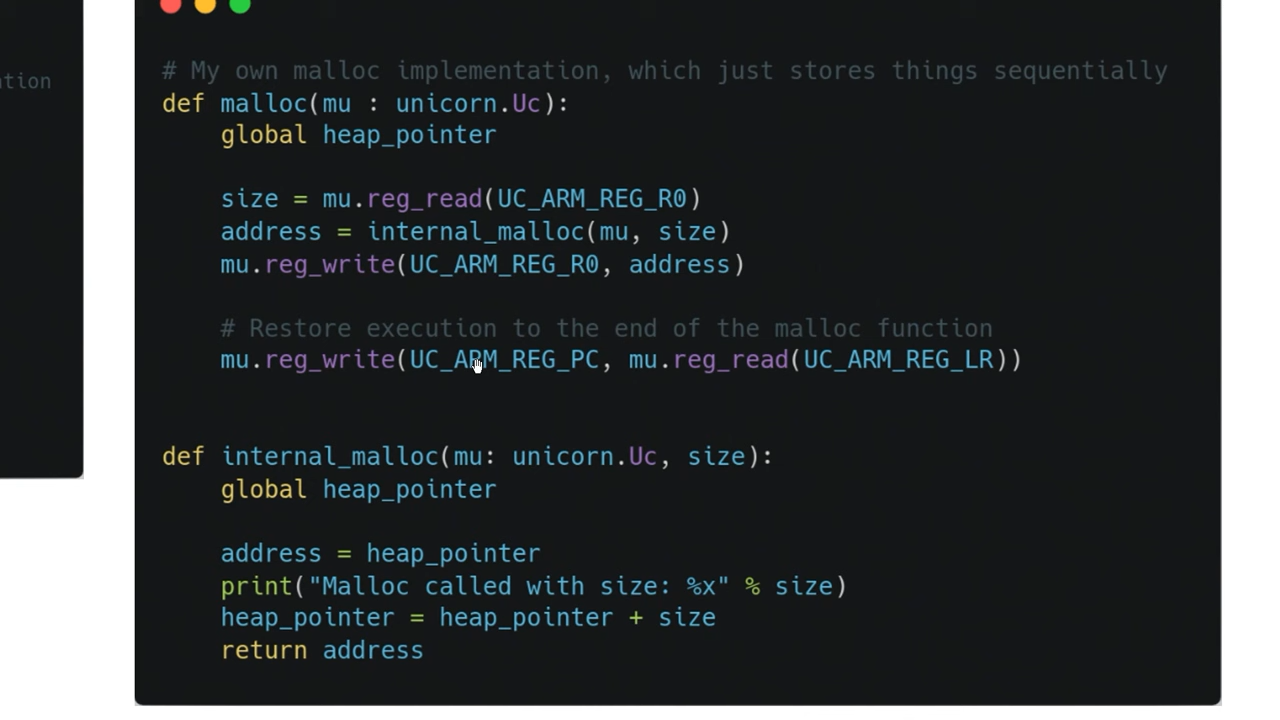 # My own malloc implementation, which just stores things sequentially
ation
def malloc(mu : unicorn.Uc):
global heap_pointer
size = mu.reg_read(UC_ARM_REG_R0)
address = internal_malloc(mu, size)
mu.reg_write(UC_ARM_REG_R0, address)
# Restore execution to the end of the malloc function
mu.reg_write(UC_ARM_REG_PC, mu.reg_read(UC_ARM_REG_LR))
def internal_malloc(mu: unicorn.Uc, size):
global heap_pointer
address = heap_pointer
print("Malloc called with size: %x" % size)
heap_pointer = heap_pointer + size
return address